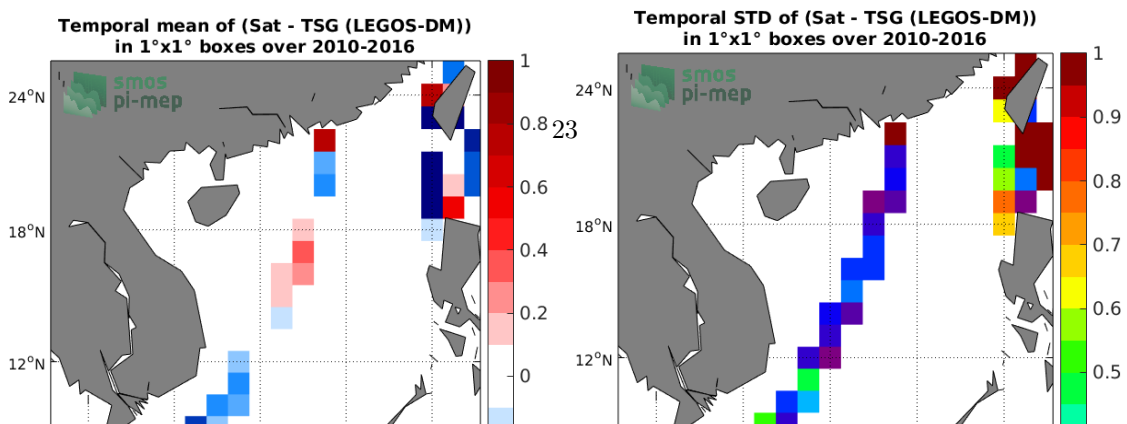 Temporal mean of (Sat - TSG (LEGOS-DM))
in 1°x1° boxes over 2010-2016
smos
pi-mep
24°N
18°N
12°N
1
0.8
0.6
0.4
0.2
0
23
Temporal STD of (Sat - TSG (LEGOS-DM))
in 1°x1° boxes over 2010-2016
smos
pi-mep
24°N
18°N
12°N
1
0.9
0.8
0.7
0.6
0.5